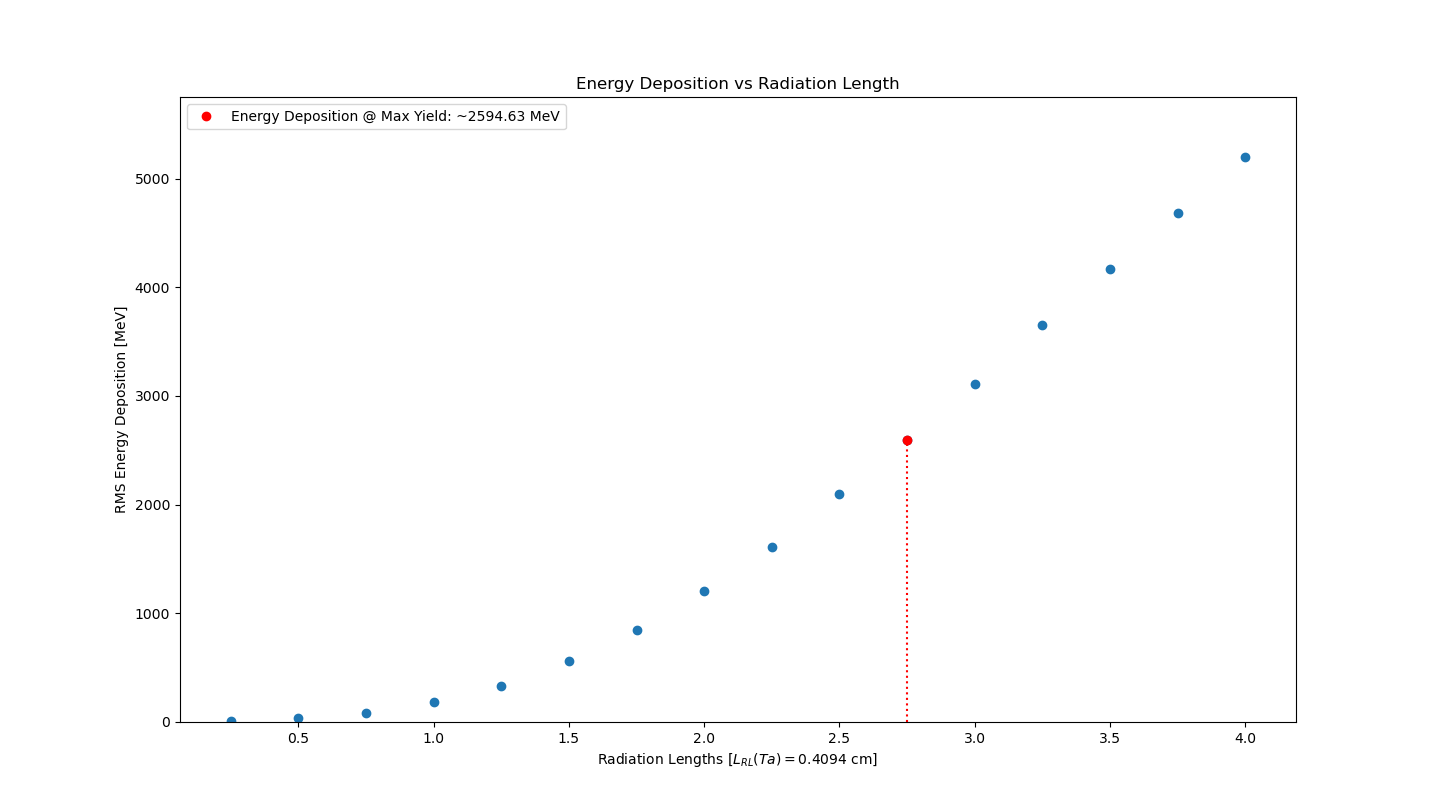 Energy Deposition vs Radiation Length
Energy Deposition @ Max Yield: ~2594.63 MeV
RMS Energy Deposition [MeV]
5000
4000
3000
2000
1000
0
0.5 1.0 1.5 2.0 2.5 3.0 3.5 4.0
Radiation Lengths [L_{RL}(Ta) = 0.4094 cm]